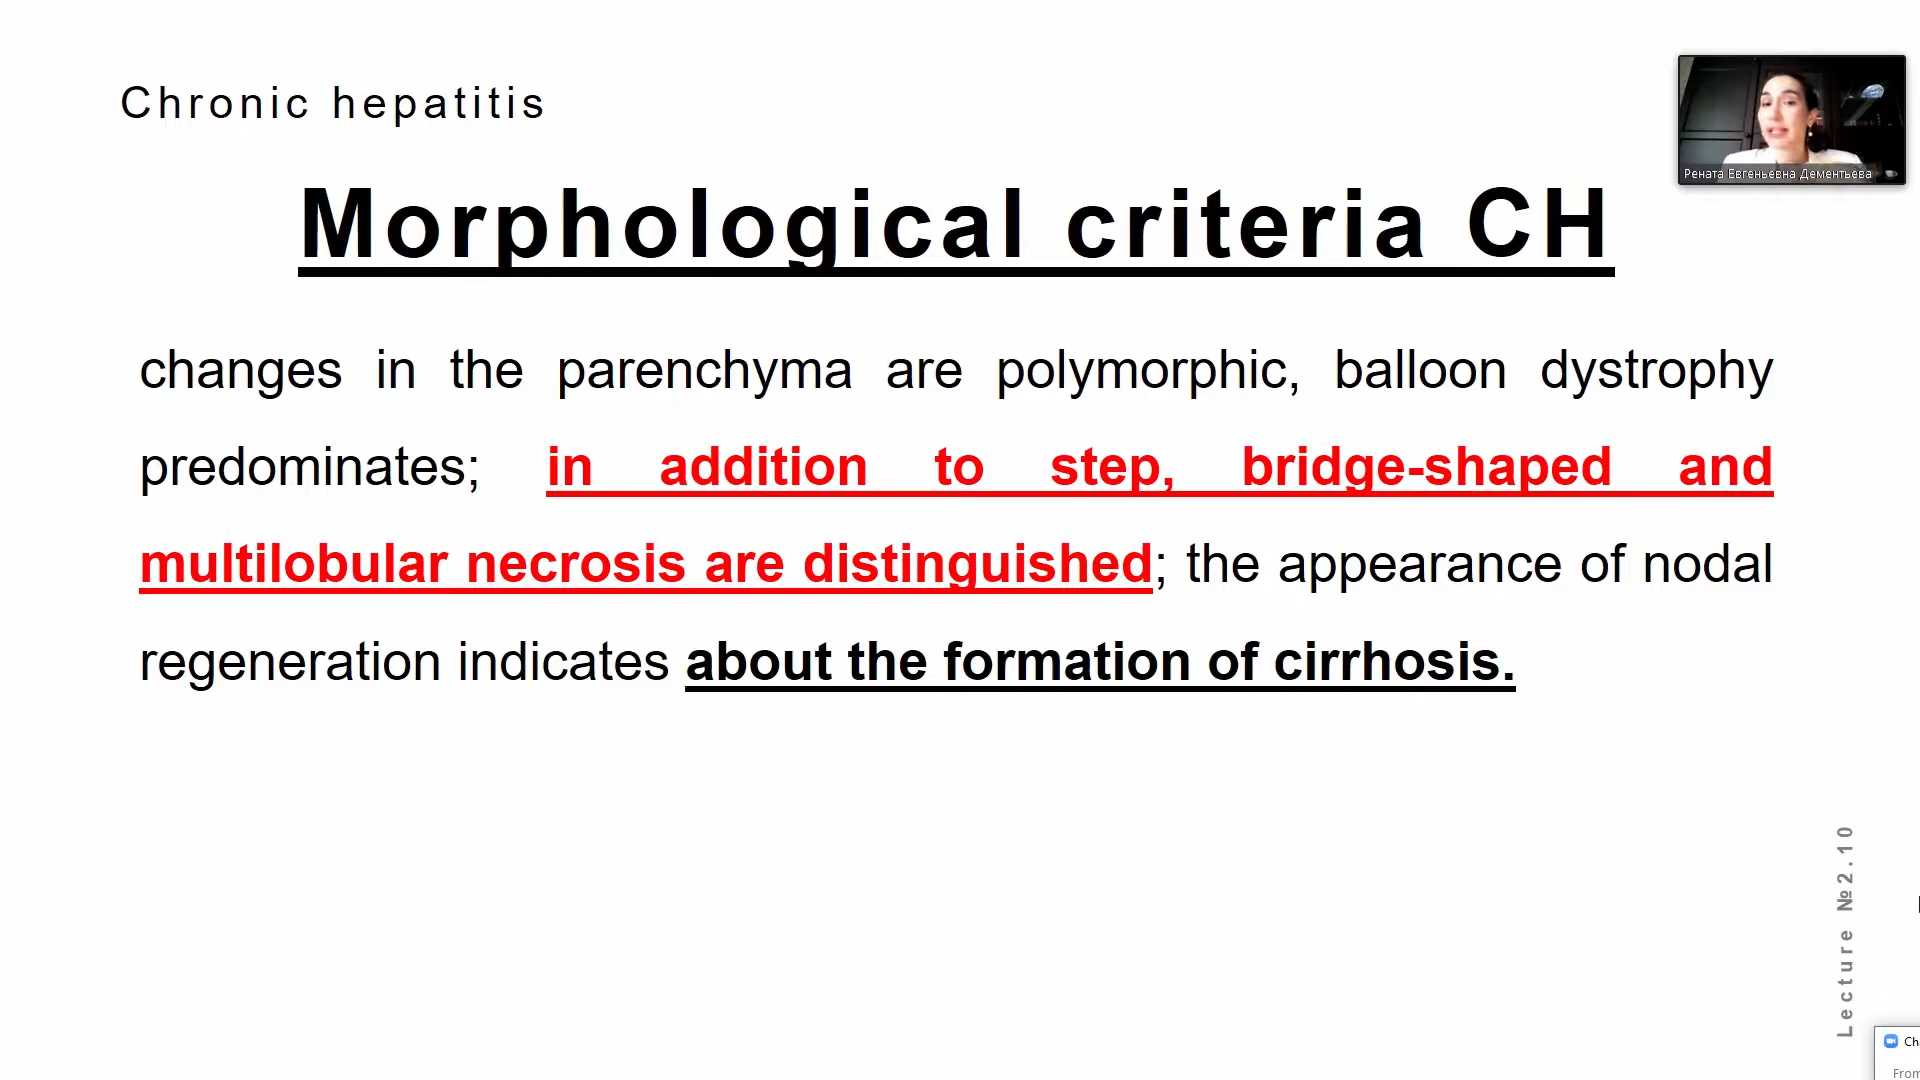 Chronic hepatitis
Рената Евгеньевна Дементьева
Morphological criteria CH
changes in the parenchyma are polymorphic, balloon dystrophy
predominates; in addition to step, bridge-shaped and
multilobular necrosis are distinguished; the appearance of nodal
regeneration indicates about the formation of cirrhosis.
Lecture №2.10
From